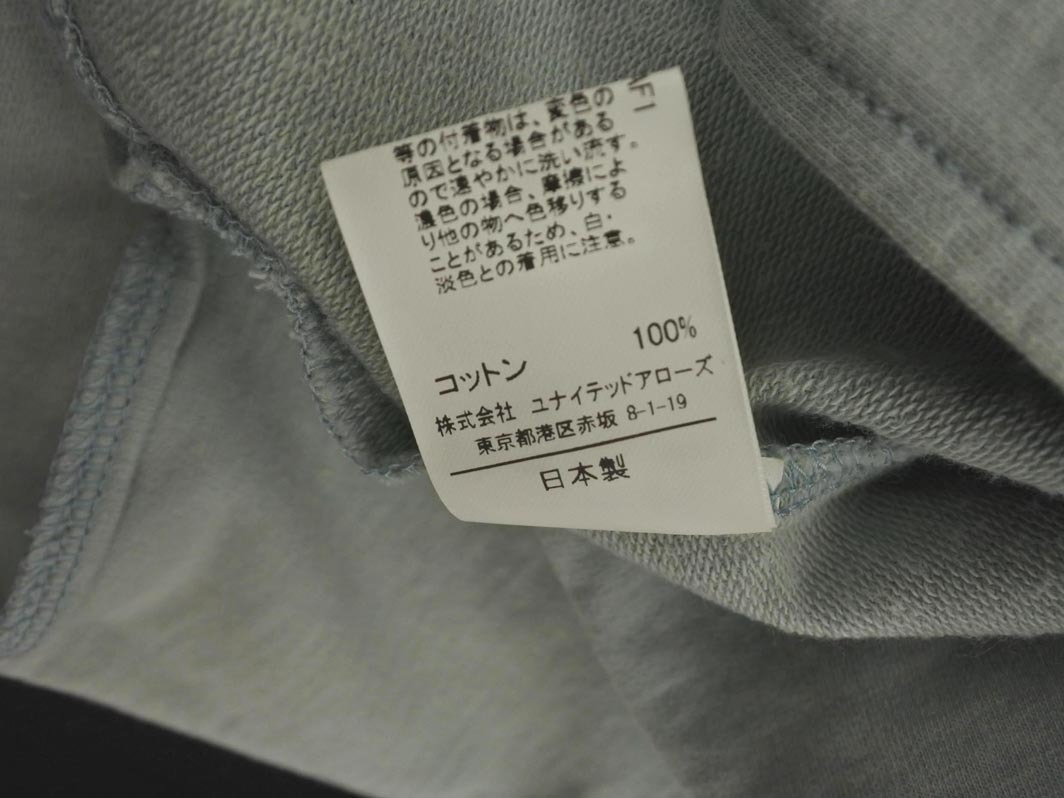 NF1
等の付着物は、変色の
原因となる場合がある
ので速やかに洗い流す。
濃色の場合、摩擦によ
り他の物へ色移りする
ことがあるため、白・
淡色との着用に注意。
コットン 100%
株式会社 ユナイテッドアローズ
東京都港区赤坂 8-1-19
日本製